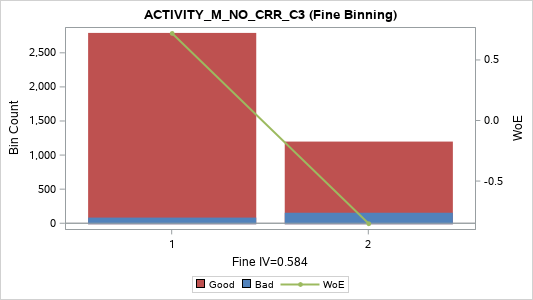 ACTIVITY_M_NO_CRR_C3 (Fine Binning)
2,500
2,000
1,500
1,000
500
0
Bin Count
0.5
0.0
-0.5
WoE
1
2
Fine IV=0.584
Good Bad WoE